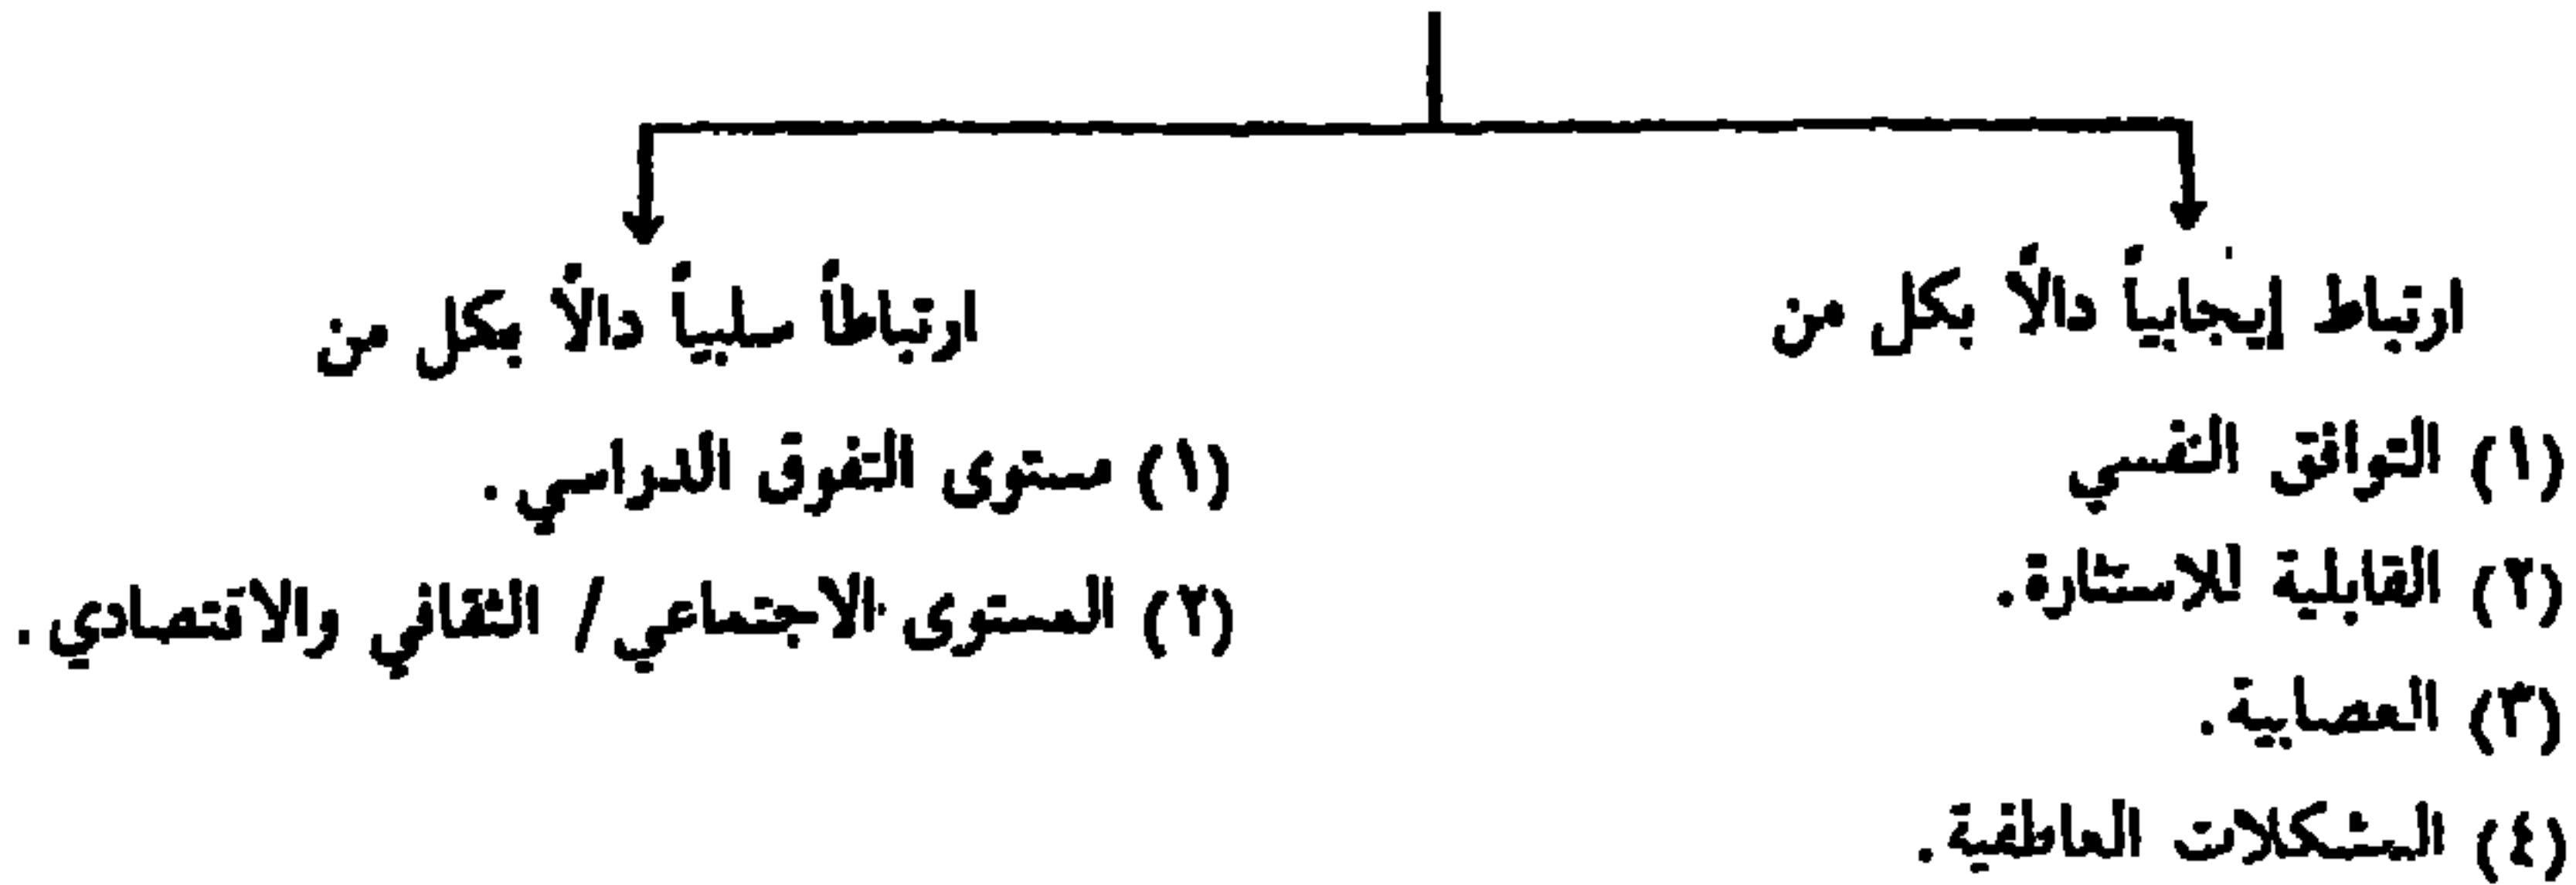 ارتباط إيجابياً دالاً بكل من
(١) التوافق النفسي
(٢) القابلية للاستثارة.
(٣) العصابية.
(٤) المشكلات العاطفية.
ارتباطاً سلبياً دالاً بكل من
(١) مستوى التفوق الدراسي.
(٢) المستوى الاجتماعي / الثقافي والاقتصادي.